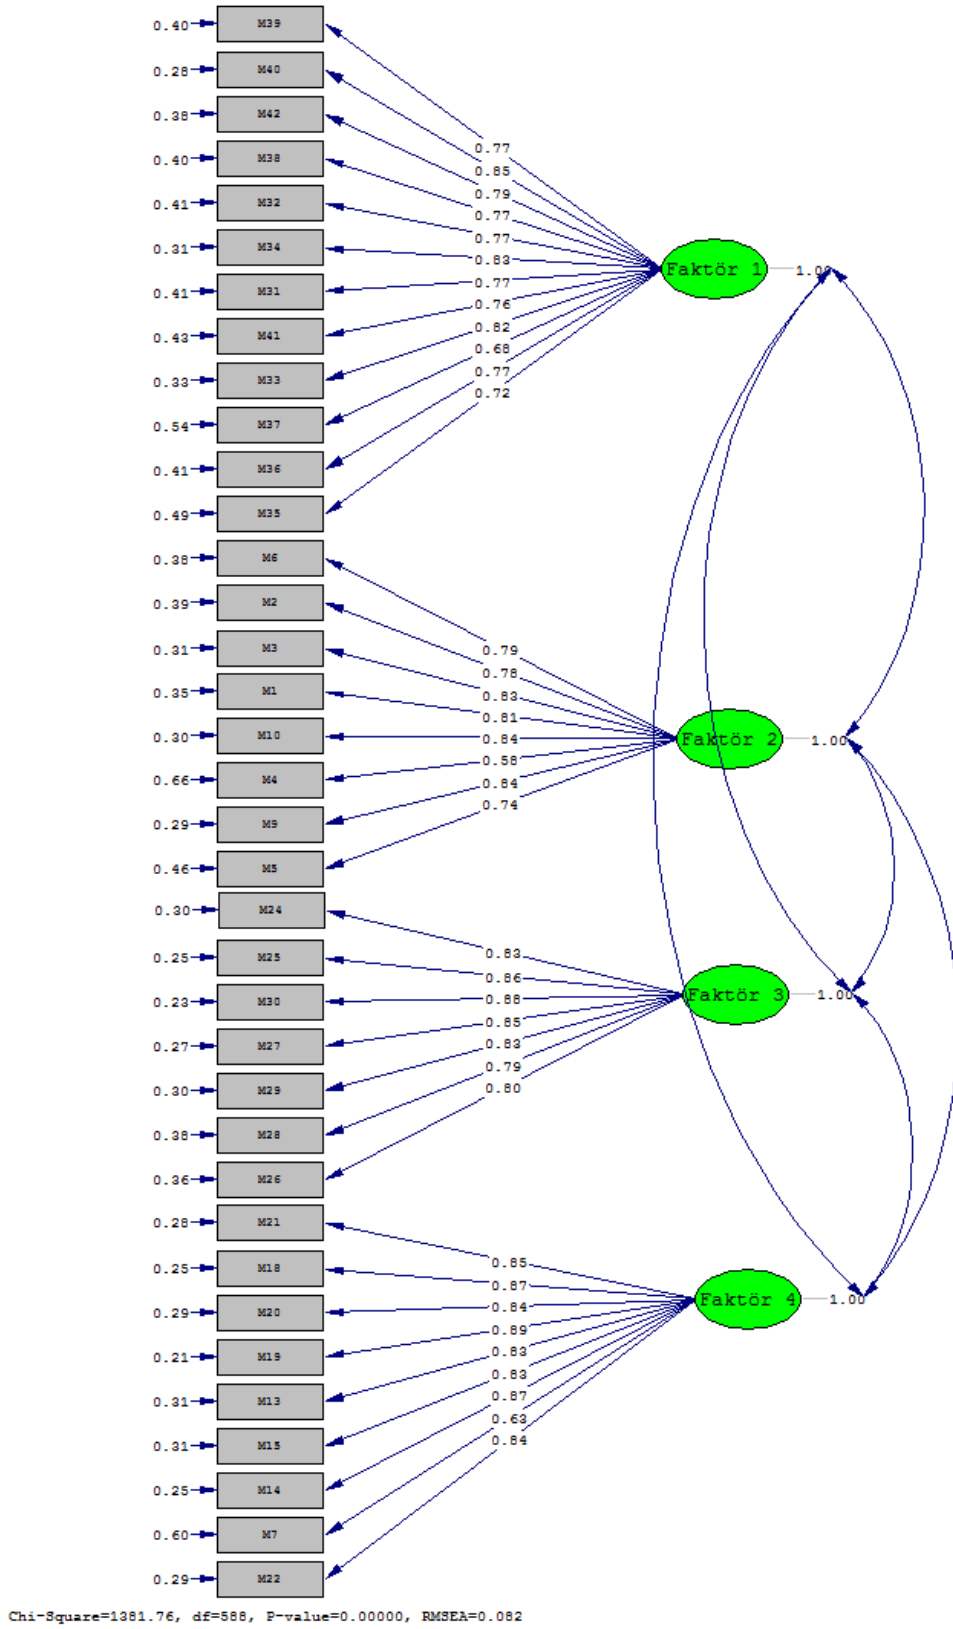 0.40 M39
0.28 M40
0.38 M42
0.40 M38
0.41 M32
0.31 M34
0.41 M31
0.43 M41
0.33 M33
0.54 M37
0.41 M36
0.49 M35
0.77
0.85
0.79
0.77
0.77
0.83
0.77
0.76
0.82
0.68
0.77
0.72
Faktör 1 1.00
0.38 M6
0.39 M2
0.31 M3
0.35 M1
0.30 M10
0.66 M4
0.29 M9
0.46 M5
0.79
0.78
0.83
0.81
0.84
0.58
0.84
0.74
Faktör 2 1.00
0.30 M24
0.25 M25
0.23 M30
0.27 M27
0.30 M29
0.38 M28
0.36 M26
0.83
0.86
0.88
0.85
0.83
0.79
0.80
Faktör 3 1.00
0.28 M21
0.25 M18
0.29 M20
0.21 M19
0.31 M13
0.31 M15
0.25 M14
0.60 M7
0.29 M22
0.85
0.87
0.84
0.89
0.83
0.83
0.87
0.63
0.84
Faktör 4 1.00
Chi-Square=1381.76, df=588, P-value=0.00000, RMSEA=0.082